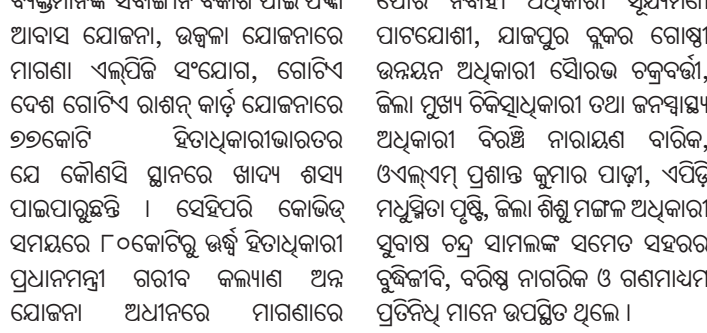 ଆବାସ ଯୋଜନା, ଉଜ୍ଜ୍ୱଳା ଯୋଜନାରେ
ମାଗଣା ଏଲ୍‌ପିଜି ସଂଯୋଗ, ଗୋଟିଏ
ଦେଶ ଗୋଟିଏ ରାଶନ୍ କାର୍ଡ଼ ଯୋଜନାରେ
୭୭କୋଟି ହିତାଧିକାରୀଭାରତର
ଯେ କୌଣସି ସ୍ଥାନରେ ଖାଦ୍ୟ ଶସ୍ୟ
ପାଇପାରୁଛନ୍ତି । ସେହିପରି କୋଭିଡ୍
ସମୟରେ ୮୦କୋଟିରୁ ଊର୍ଦ୍ଧ୍ୱ ହିତାଧିକାରୀ
ପ୍ରଧାନମନ୍ତ୍ରୀ ଗରୀବ କଲ୍ୟାଣ ଅନ୍ନ
ଯୋଜନା ଅଧୀନରେ ମାଗଣାରେ
ପାଟଯୋଶୀ, ଯାଜପୁର ବ୍ଲକର ଗୋଷ୍ଠୀ
ଉନ୍ନୟନ ଅଧିକାରୀ ସୌରଭ ଚକ୍ରବର୍ତ୍ତୀ,
ଜିଲା ମୁଖ୍ୟ ଚିକିତ୍ସାଧିକାରୀ ତଥା ଜନସ୍ୱାସ୍ଥ୍ୟ
ଅଧିକାରୀ ବିରଞ୍ଚି ନାରାୟଣ ବାରିକ,
ଓଏଲ୍‌ଏମ୍ ପ୍ରଶାନ୍ତ କୁମାର ପାଢ଼ୀ, ଏପିଡ଼ି
ମଧୁସ୍ମିତା ପୃଷ୍ଟି, ଜିଲା ଶିଶୁ ମଙ୍ଗଳ ଅଧିକାରୀ
ସୁବାଷ ଚନ୍ଦ୍ର ସାମଲଙ୍କ ସମେତ ସହରର
ବୁଦ୍ଧିଜୀବି, ବରିଷ୍ଠ ନାଗରିକ ଓ ଗଣମାଧ୍ୟମ
ପ୍ରତିନିଧି ମାନେ ଉପସ୍ଥିତ ଥିଲେ ।